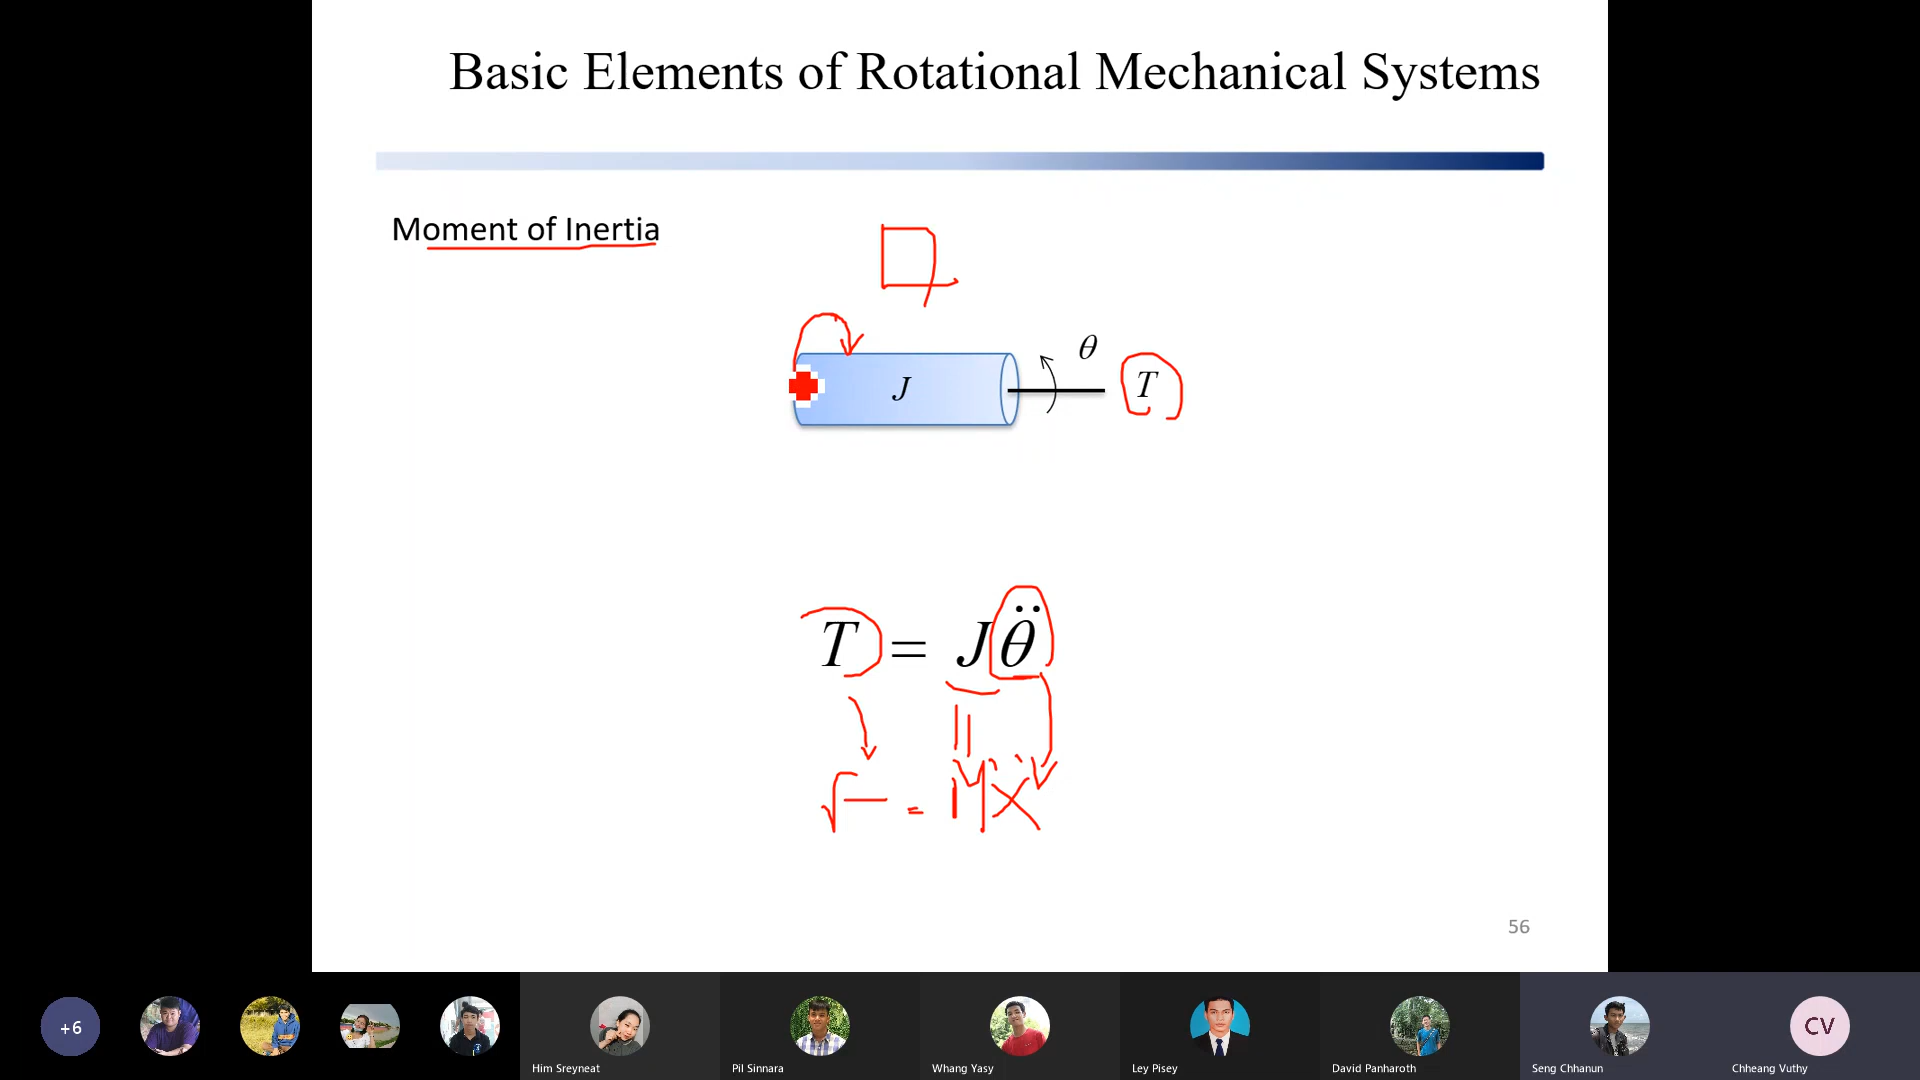 Basic Elements of Rotational Mechanical Systems
Moment of Inertia
θ
J
T
T = Jθ̈
F = MẌ
56
+6
CV
Him Sreyneat
Pil Sinnara
Whang Yasy
Ley Pisey
David Panharoth
Seng Chhanun
Chheang Vuthy